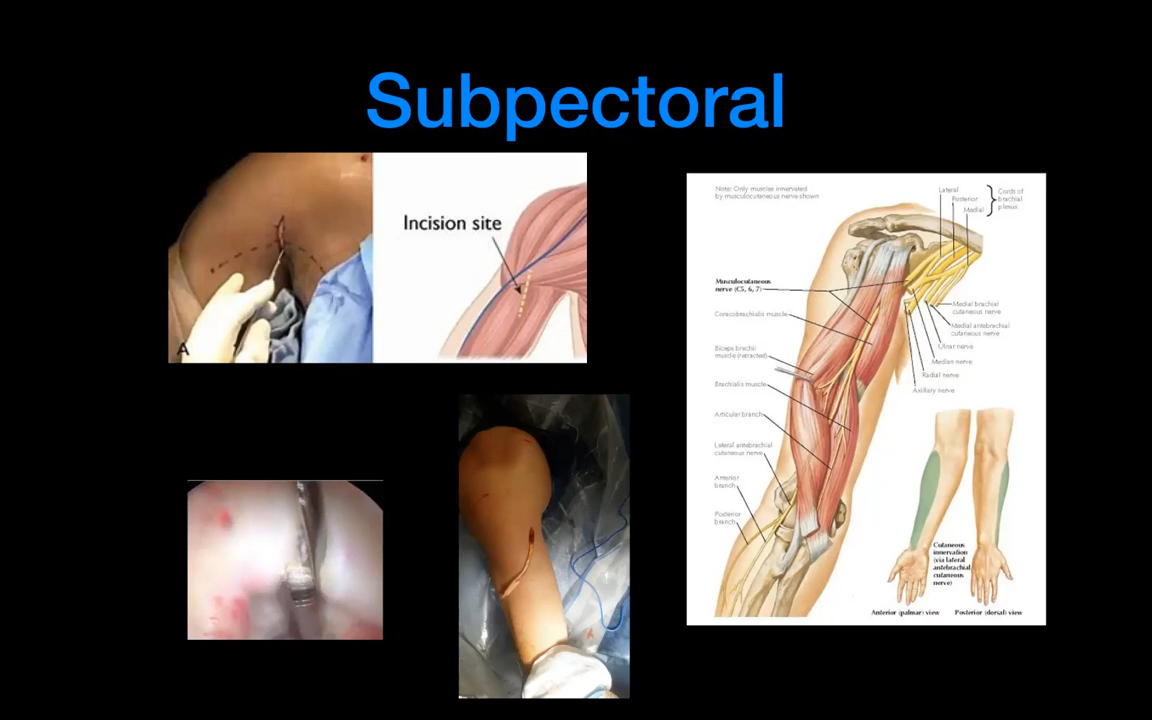 Subpectoral
Incision site
A
Note: Only muscles innervated
by musculocutaneous nerve shown
Lateral
Posterior
Medial
Cords of
brachial
plexus
Musculocutaneous
nerve (C5, 6, 7)
Coracobrachialis muscle
Biceps brachii
muscle (retracted)
Brachialis muscle
Articular branch
Lateral antebrachial
cutaneous nerve
Anterior
branch
Posterior
branch
Medial brachial
cutaneous nerve
Medial antebrachial
cutaneous nerve
Ulnar nerve
Median nerve
Radial nerve
Axillary nerve
Cutaneous
innervation
(via lateral
antebrachial
cutaneous
nerve)
Anterior (palmar) view
Posterior (dorsal) view